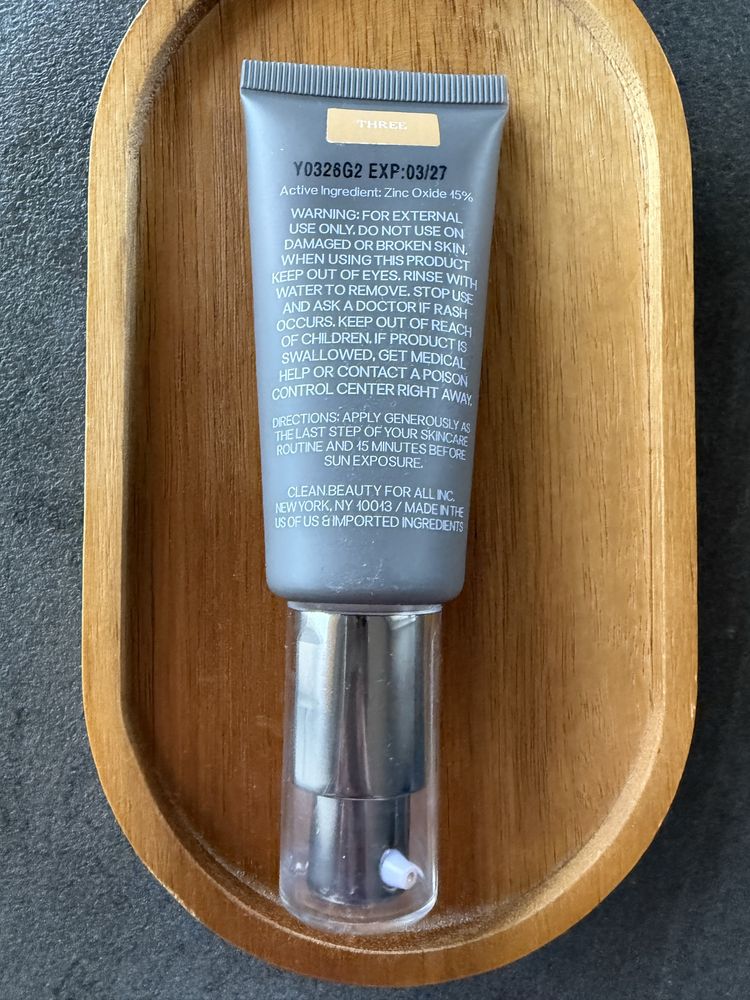 THREE
Y0326G2 EXP:03/27
Active Ingredient: Zinc Oxide 15%
WARNING: FOR EXTERNAL
USE ONLY. DO NOT USE ON
DAMAGED OR BROKEN SKIN.
WHEN USING THIS PRODUCT
KEEP OUT OF EYES. RINSE WITH
WATER TO REMOVE. STOP USE
AND ASK A DOCTOR IF RASH
OCCURS. KEEP OUT OF REACH
OF CHILDREN. IF PRODUCT IS
SWALLOWED, GET MEDICAL
HELP OR CONTACT A POISON
CONTROL CENTER RIGHT AWAY.
DIRECTIONS: APPLY GENEROUSLY AS
THE LAST STEP OF YOUR SKINCARE
ROUTINE AND 15 MINUTES BEFORE
SUN EXPOSURE.
CLEAN.BEAUTY FOR ALL INC.
NEW YORK, NY 10013 / MADE IN THE
US OF US & IMPORTED INGREDIENTS